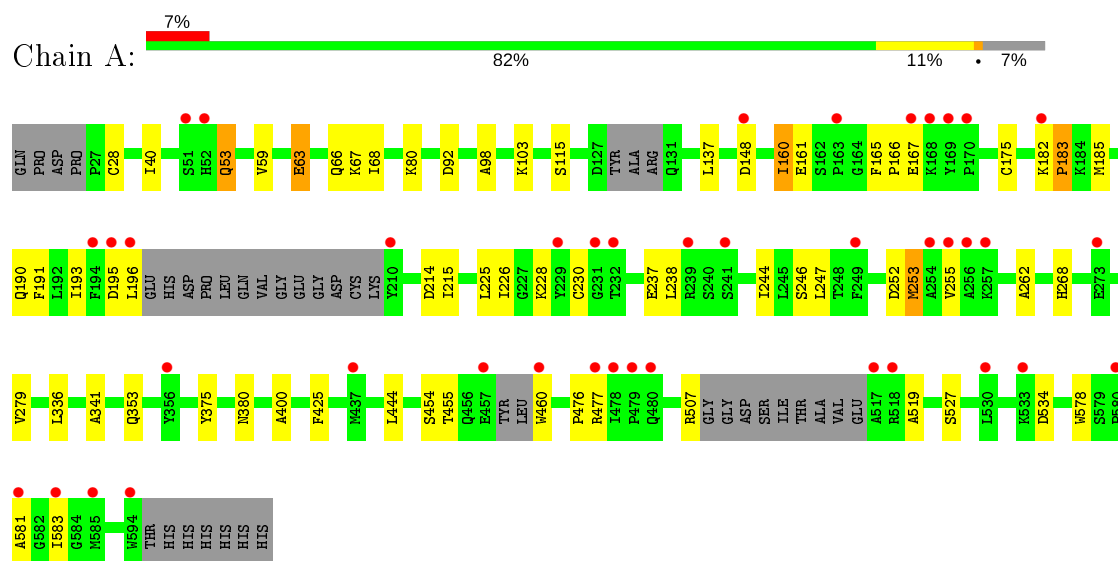 7%
Chain A:
82% 11% • 7%
GLN PRO ASP PRO P27 C28 I40 S51 H52 Q53 V59 E63 Q66 K67 I68 K80 D92 A98 K103 S115 D127 TYR ALA ARG Q131 L137 D148 I160 E161 S162 P163 G164 F165 P166 E167 K168 Y169 P170 C175 K182 P183 K184 M185
Q190 F191 L192 I193 F194 D195 L196 GLU HIS ASP PRO LEU GLN VAL GLY GLU GLY ASP CYS LYS Y210 D214 I215 L225 I226 G227 K228 Y229 C230 G231 T232 E237 L238 R239 S240 S241 I244 L245 S246 L247 T248 F249 D252 M253 A254 V255 A256 K257 A262 H268 E273
V279 L336 A341 Q353 Y356 Y375 N380 A400 F425 M437 L444 S454 T455 Q456 E457 TYR LEU W460 P476 R477 I478 P479 Q480 R507 GLY GLY ASP SER ILE THR ALA VAL GLU A517 R518 A519 S527 L530 K533 D534 W578 S579
A581 G582 I583 G584 M585 W594 THR HIS HIS HIS HIS HIS HIS